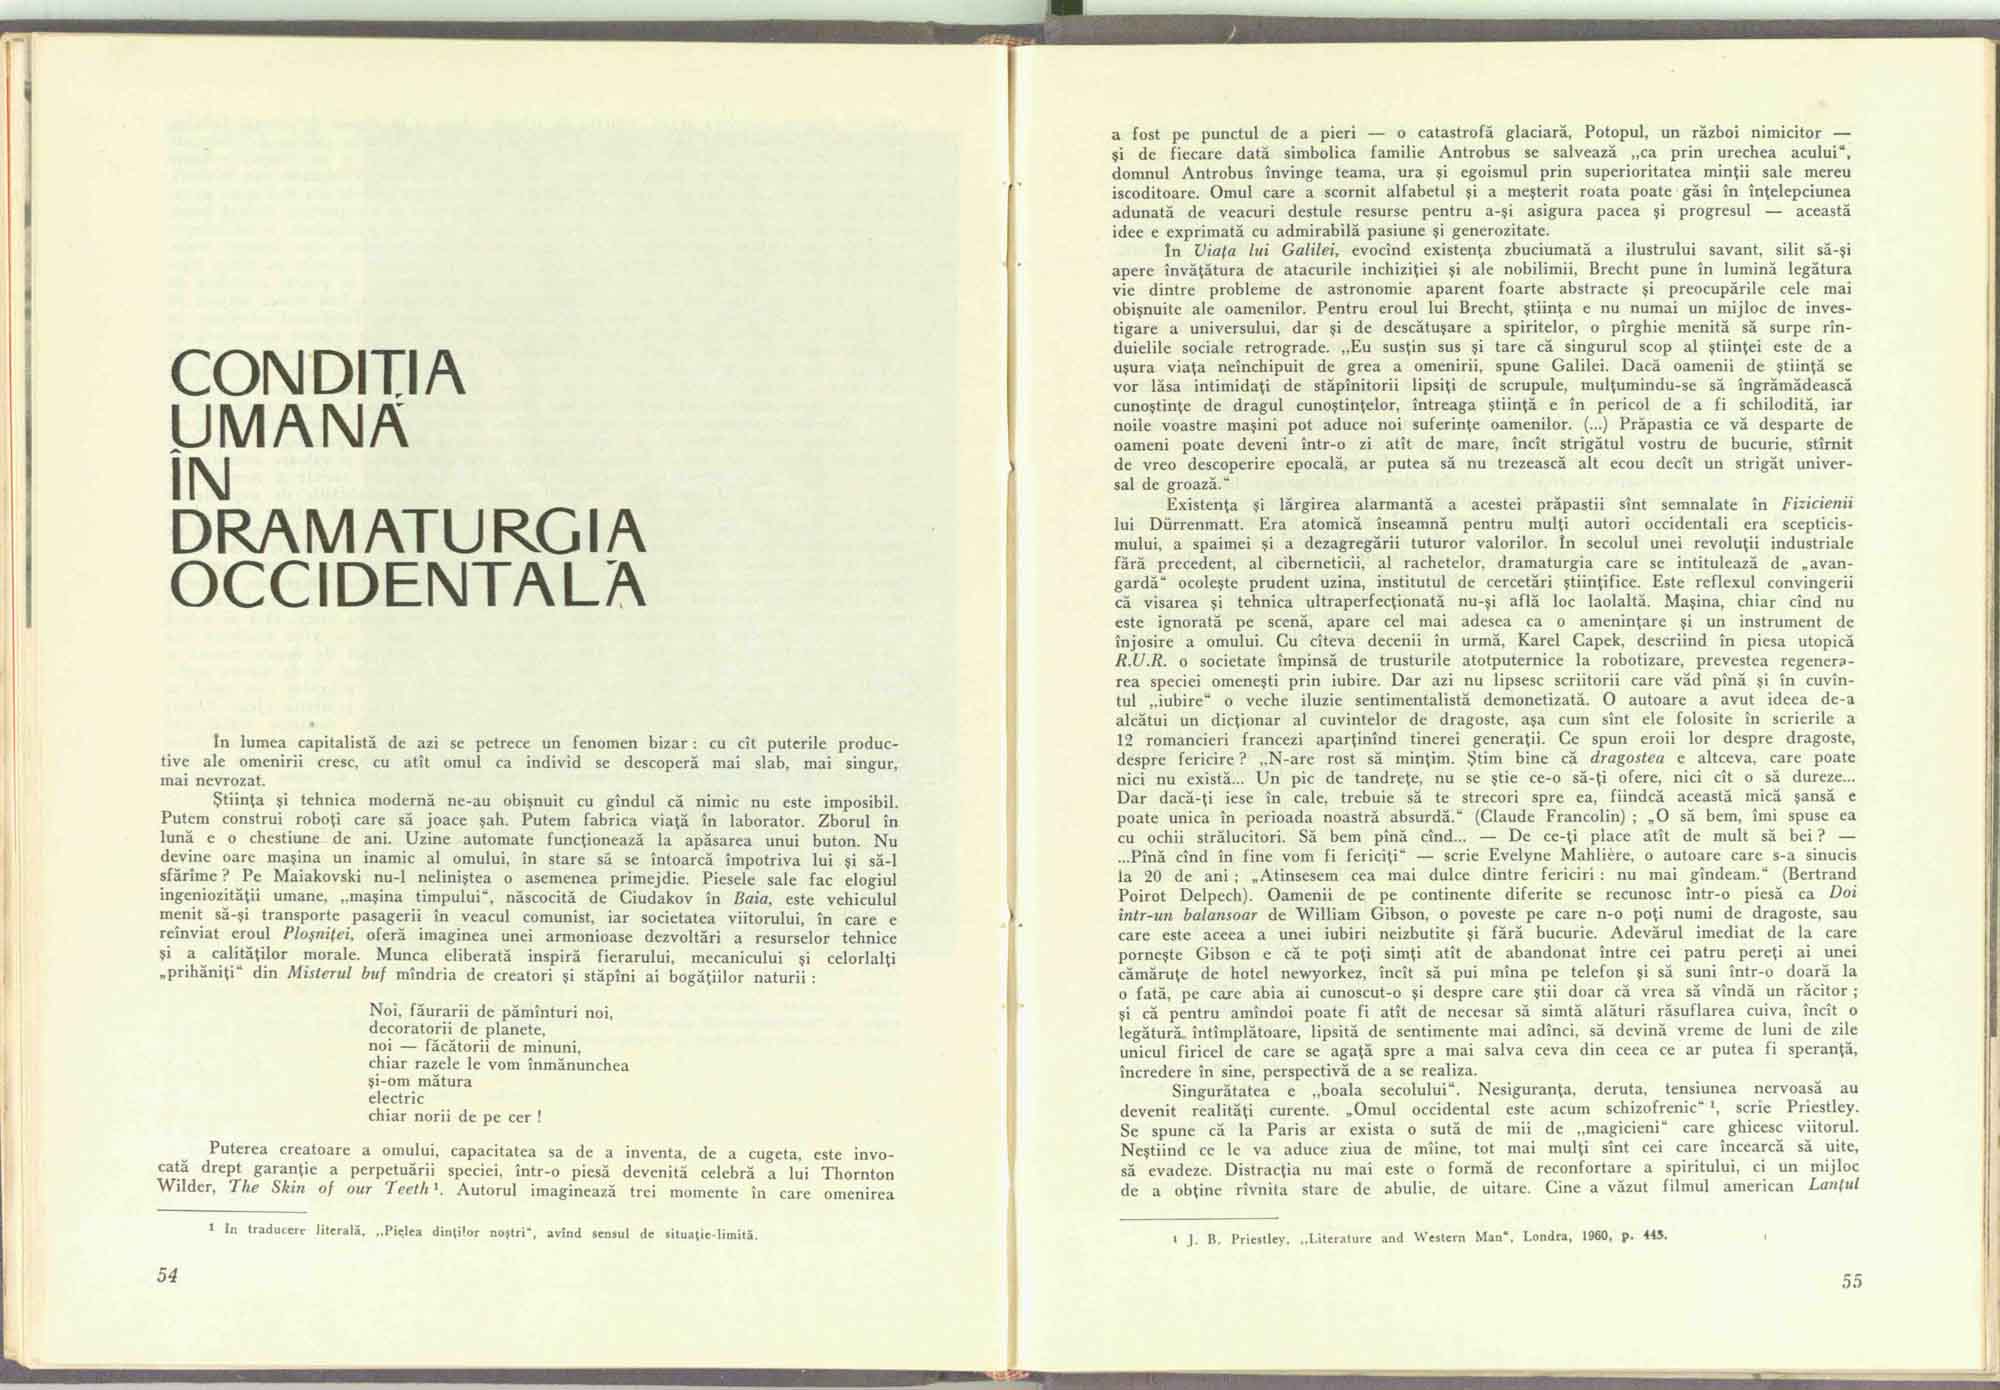 CONDIȚIA
UMANĂ
ÎN
DRAMATURGIA
OCCIDENTALĂ
În lumea capitalistă de azi se petrece un fenomen bizar : cu cît puterile produc-
tive ale omenirii cresc, cu atît omul ca individ se descoperă mai slab, mai singur,
mai nevrozat.
Știința și tehnica modernă ne-au obișnuit cu gîndul că nimic nu este imposibil.
Putem construi roboți care să joace șah. Putem fabrica viață în laborator. Zborul în
lună e o chestiune de ani. Uzine automate funcționează la apăsarea unui buton. Nu
devine oare mașina un inamic al omului, în stare să se întoarcă împotriva lui și să-l
sfărîme ? Pe Maiakovski nu-l neliniștea o asemenea primejdie. Piesele sale fac elogiul
ingeniozității umane, „mașina timpului“, născocită de Ciudakov în Baia, este vehiculul
menit să-și transporte pasagerii în veacul comunist, iar societatea viitorului, în care e
reînviat eroul Ploșniței, oferă imaginea unei armonioase dezvoltări a resurselor tehnice
și a calităților morale. Munca eliberată inspiră fierarului, mecanicului și celorlalți
„prihăniți“ din Misterul buf mîndria de creatori și stăpîni ai bogățiilor naturii :
Noi, făurarii de pămînturi noi,
decoratorii de planete,
noi — făcătorii de minuni,
chiar razele le vom înmănunchea
și-om mătura
electric
chiar norii de pe cer !
Puterea creatoare a omului, capacitatea sa de a inventa, de a cugeta, este invo-
cată drept garanție a perpetuării speciei, într-o piesă devenită celebră a lui Thornton
Wilder, The Skin of our Teeth ¹. Autorul imaginează trei momente în care omenirea
¹ In traducere literală, „Pielea dinților noștri“, avînd sensul de situație-limită.
54
a fost pe punctul de a pieri — o catastrofă glaciară, Potopul, un război nimicitor —
și de fiecare dată simbolica familie Antrobus se salvează „ca prin urechea acului“,
domnul Antrobus învinge teama, ura și egoismul prin superioritatea minții sale mereu
iscoditoare. Omul care a scornit alfabetul și a meșterit roata poate găsi în înțelepciunea
adunată de veacuri destule resurse pentru a-și asigura pacea și progresul — această
idee e exprimată cu admirabilă pasiune și generozitate.
În Viața lui Galilei, evocînd existența zbuciumată a ilustrului savant, silit să-și
apere învățătura de atacurile inchiziției și ale nobilimii, Brecht pune în lumină legătura
vie dintre probleme de astronomie aparent foarte abstracte și preocupările cele mai
obișnuite ale oamenilor. Pentru eroul lui Brecht, știința e nu numai un mijloc de inves-
tigare a universului, dar și de descătușare a spiritelor, o pîrghie menită să surpe rîn-
duielile sociale retrograde. „Eu susțin sus și tare că singurul scop al științei este de a
ușura viața neînchipuit de grea a omenirii, spune Galilei. Dacă oamenii de știință se
vor lăsa intimidați de stăpînitorii lipsiți de scrupule, mulțumindu-se să îngrămădească
cunoștințe de dragul cunoștințelor, întreaga știință e în pericol de a fi schilodită, iar
noile voastre mașini pot aduce noi suferințe oamenilor. (...) Prăpastia ce vă desparte de
oameni poate deveni într-o zi atît de mare, încît strigătul vostru de bucurie, stîrnit
de vreo descoperire epocală, ar putea să nu trezească alt ecou decît un strigăt univer-
sal de groază.“
Existența și lărgirea alarmantă a acestei prăpastii sînt semnalate în Fizicienii
lui Dürrenmatt. Era atomică înseamnă pentru mulți autori occidentali era scepticis-
mului, a spaimei și a dezagregării tuturor valorilor. În secolul unei revoluții industriale
fără precedent, al ciberneticii, al rachetelor, dramaturgia care se intitulează de „avan-
gardă“ ocolește prudent uzina, institutul de cercetări științifice. Este reflexul convingerii
că visarea și tehnica ultraperfecționată nu-și află loc laolaltă. Mașina, chiar cînd nu
este ignorată pe scenă, apare cel mai adesea ca o amenințare și un instrument de
înjosire a omului. Cu cîteva decenii în urmă, Karel Capek, descriind în piesa utopică
R.U.R. o societate împinsă de trusturile atotputernice la robotizare, prevestea regenera-
rea speciei omenești prin iubire. Dar azi nu lipsesc scriitorii care văd pînă și în cuvîn-
tul „iubire“ o veche iluzie sentimentalistă demonetizată. O autoare a avut ideea de-a
alcătui un dicționar al cuvintelor de dragoste, așa cum sînt ele folosite în scrierile a
12 romancieri francezi aparținînd tinerei generații. Ce spun eroii lor despre dragoste,
despre fericire ? „N-are rost să mințim. Știm bine că dragostea e altceva, care poate
nici nu există... Un pic de tandrețe, nu se știe ce-o să-ți ofere, nici cît o să dureze...
Dar dacă-ți iese în cale, trebuie să te strecori spre ea, fiindcă această mică șansă e
poate unica în perioada noastră absurdă.“ (Claude Francolin) ; „O să bem, îmi spuse ea
cu ochii strălucitori. Să bem pînă cînd... — De ce-ți place atît de mult să bei ? —
...Pînă cînd în fine vom fi fericiți“ — scrie Evelyne Mahlière, o autoare care s-a sinucis
la 20 de ani ; „Atinsesem cea mai dulce dintre fericiri : nu mai gîndeam.“ (Bertrand
Poirot Delpech). Oamenii de pe continente diferite se recunosc într-o piesă ca Doi
într-un balansoar de William Gibson, o poveste pe care n-o poți numi de dragoste, sau
care este aceea a unei iubiri neizbutite și fără bucurie. Adevărul imediat de la care
pornește Gibson e că te poți simți atît de abandonat între cei patru pereți ai unei
cămăruțe de hotel newyorkez, încît să pui mîna pe telefon și să suni într-o doară la
o fată, pe care abia ai cunoscut-o și despre care știi doar că vrea să vîndă un răcitor ;
și că pentru amîndoi poate fi atît de necesar să simtă alături răsuflarea cuiva, încît o
legătură întîmplătoare, lipsită de sentimente mai adînci, să devină vreme de luni de zile
unicul firicel de care se agață spre a mai salva ceva din ceea ce ar putea fi speranță,
încredere în sine, perspectivă de a se realiza.
Singurătatea e „boala secolului“. Nesiguranța, deruta, tensiunea nervoasă au
devenit realități curente. „Omul occidental este acum schizofrenic“ ¹, scrie Priestley.
Se spune că la Paris ar exista o sută de mii de „magicieni“ care ghicesc viitorul.
Neștiind ce le va aduce ziua de mîine, tot mai mulți sînt cei care încearcă să uite,
să evadeze. Distracția nu mai este o formă de reconfortare a spiritului, ci un mijloc
de a obține rîvnita stare de abulie, de uitare. Cine a văzut filmul american Lanțul
¹ J. B. Priestley, „Literature and Western Man“, Londra, 1960, p. 445.
55